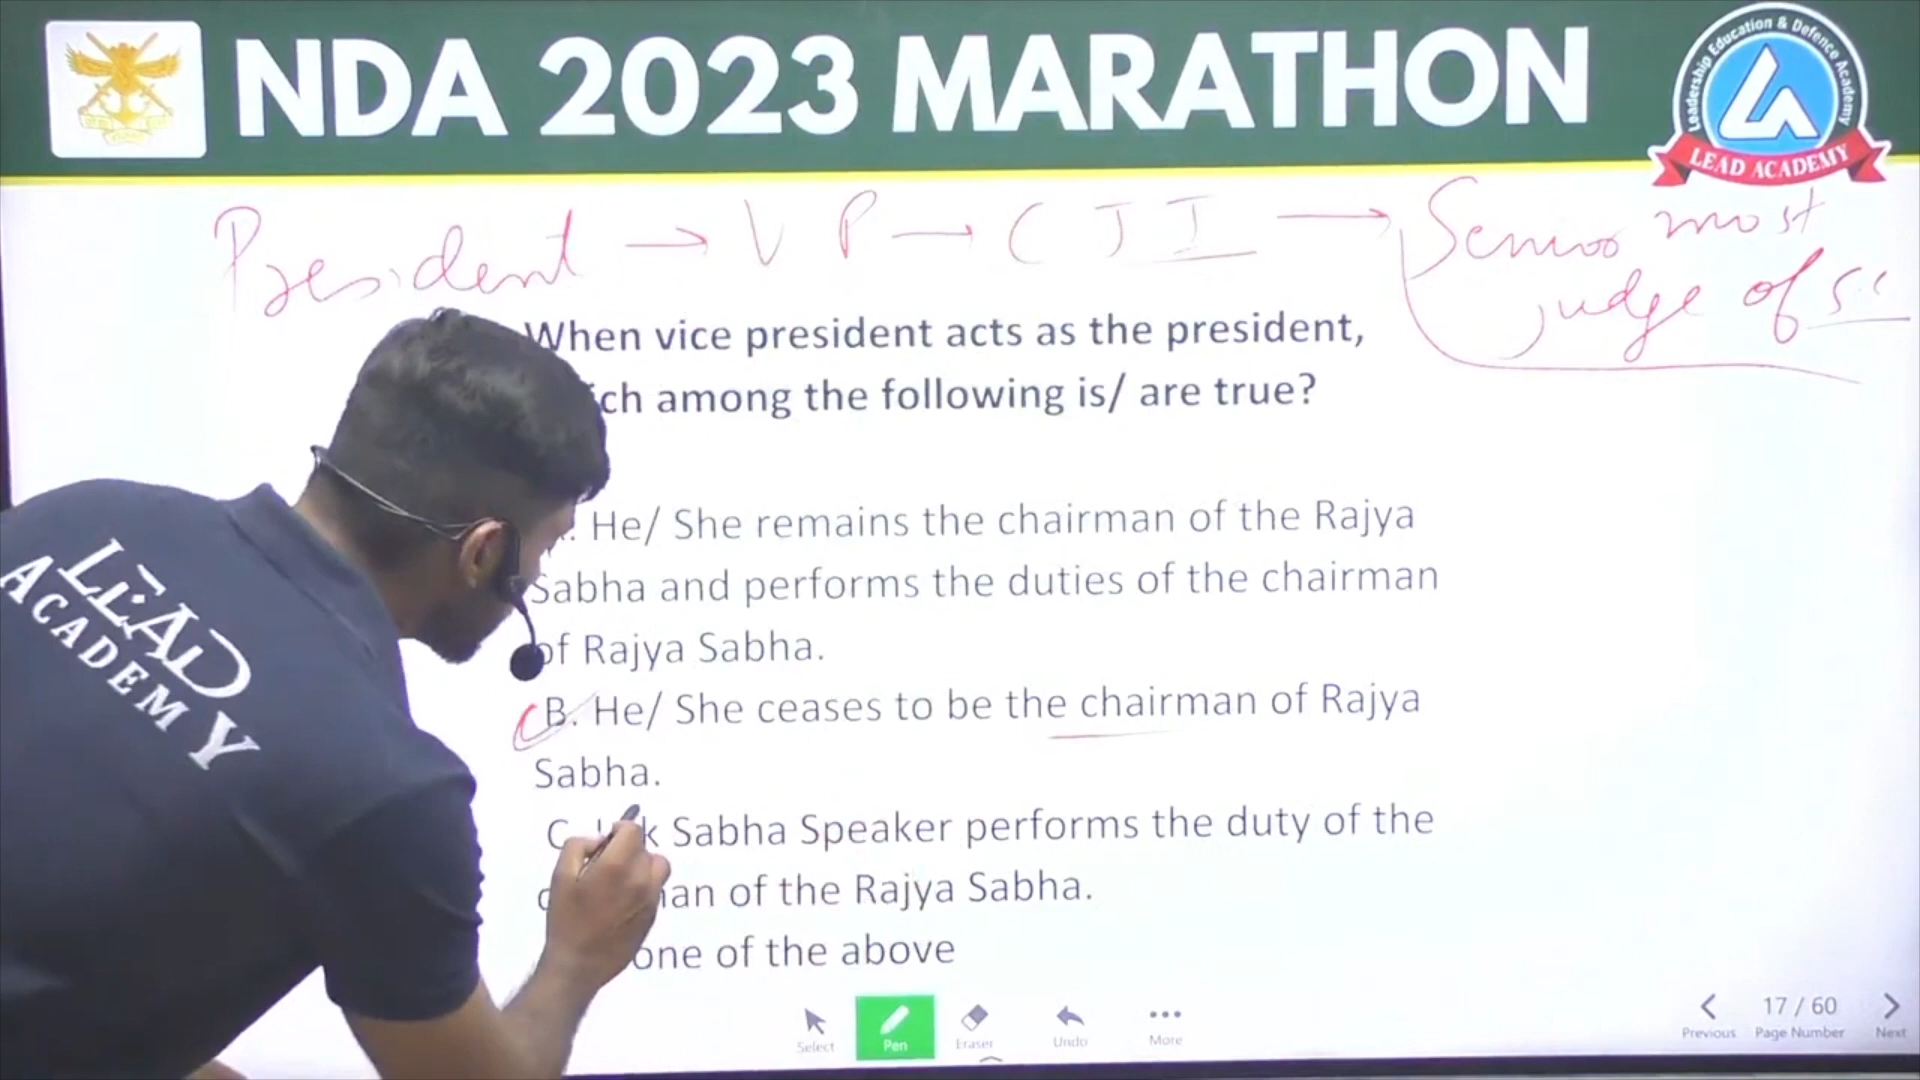 NDA 2023 MARATHON
Leadership Education & Defence Academy
LEAD ACADEMY
President → VP → CJI → Senior most
judge of S.C
When vice president acts as the president,
ch among the following is/ are true?
He/ She remains the chairman of the Rajya
Sabha and performs the duties of the chairman
of Rajya Sabha.
B. He/ She ceases to be the chairman of Rajya
Sabha.
C. k Sabha Speaker performs the duty of the
an of the Rajya Sabha.
one of the above
LEAD
ACADEMY
Select
Pen
Eraser
Undo
More
17 / 60
Previous Page Number Next